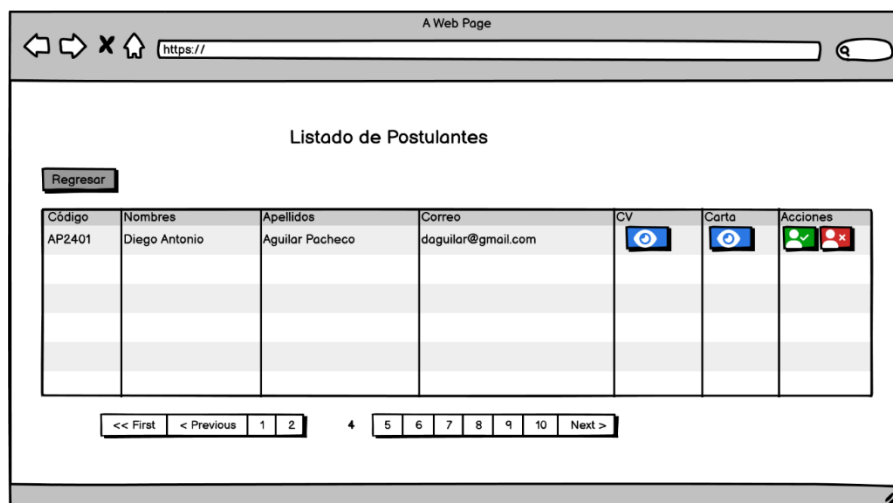 A Web Page
https://
Listado de Postulantes
Regresar
Código Nombres Apellidos Correo CV Carta Acciones
AP2401 Diego Antonio Aguilar Pacheco daguilar@gmail.com
<< First < Previous 1 2 4 5 6 7 8 9 10 Next >